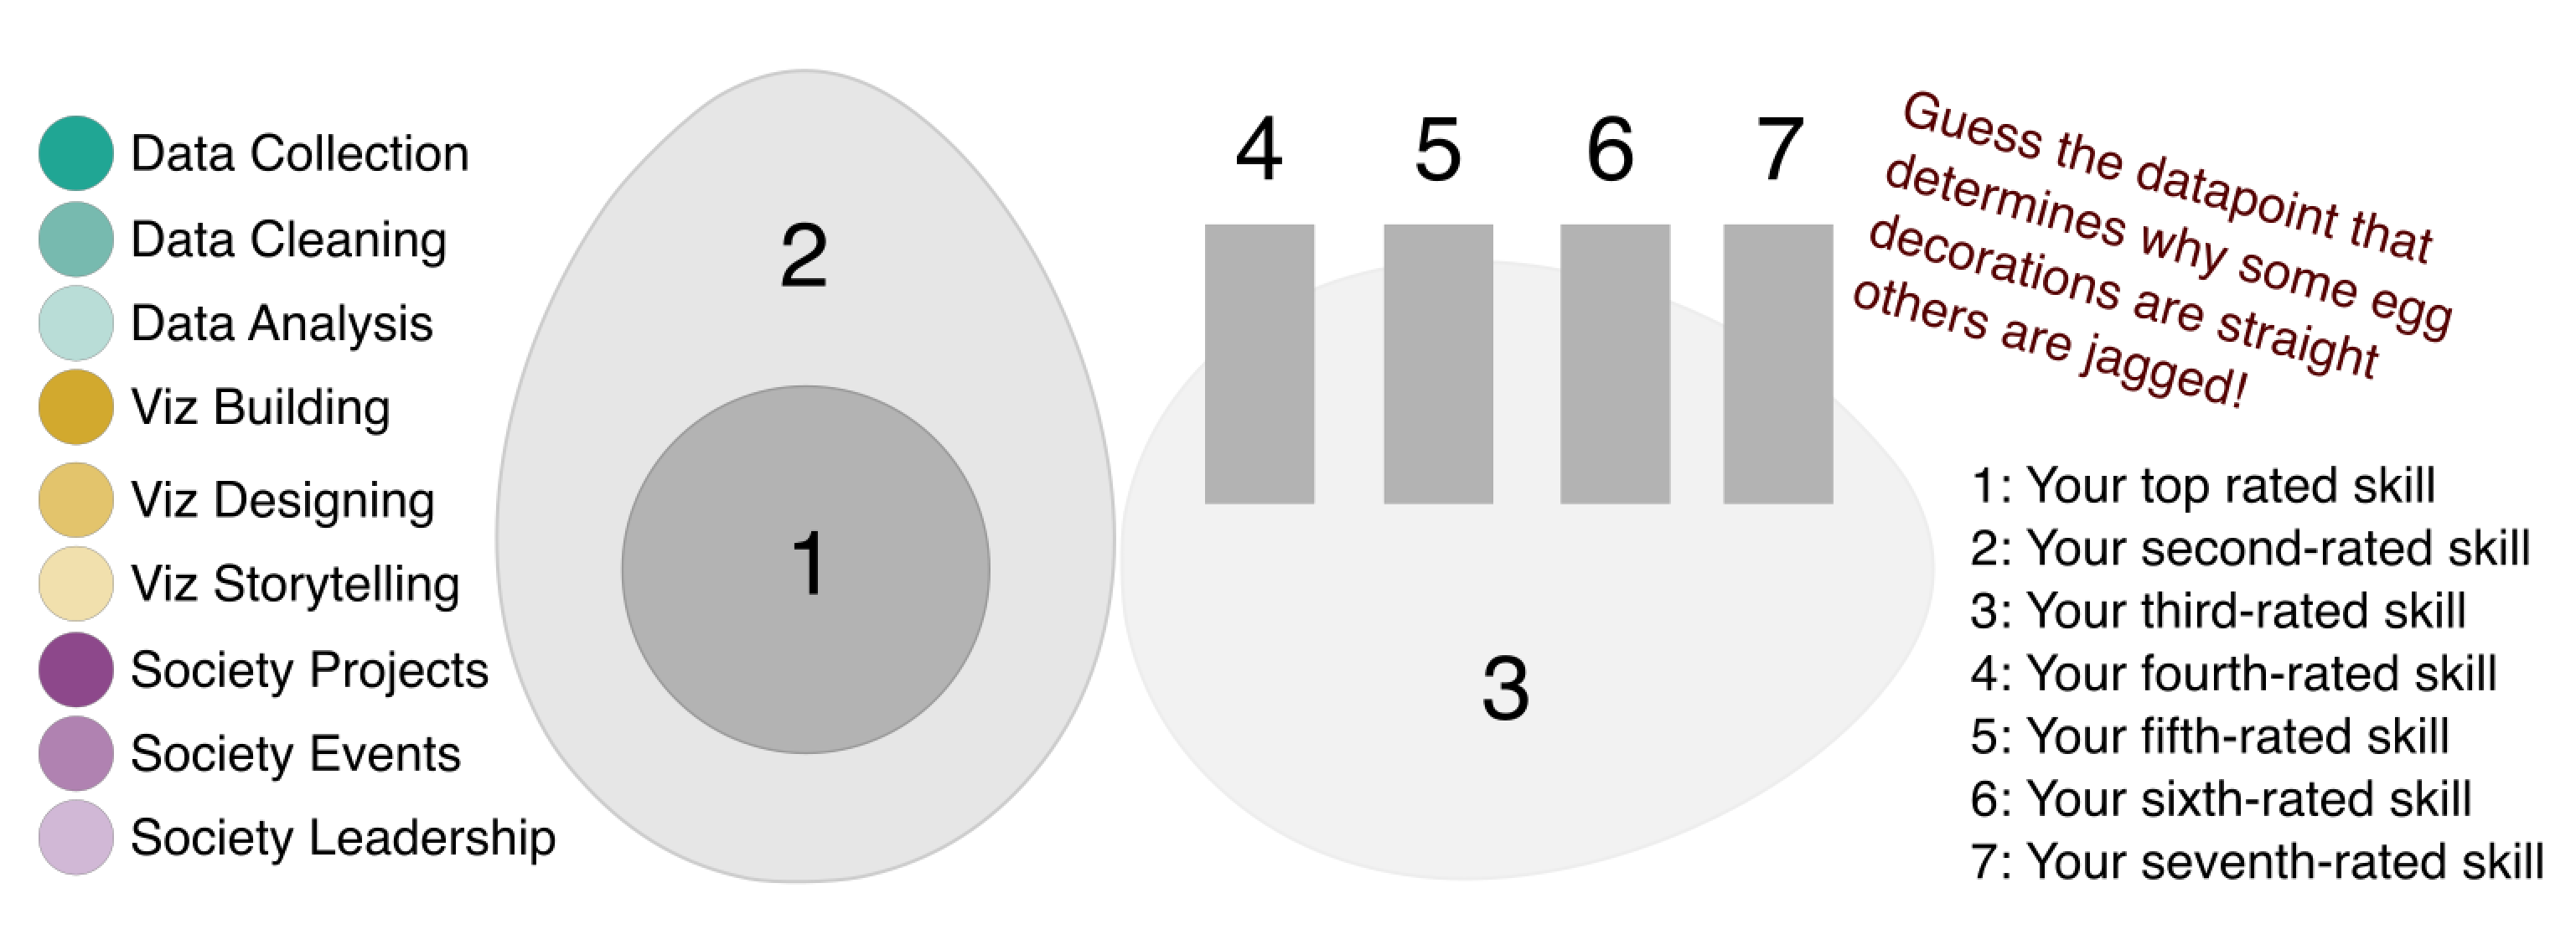 Data Collection
Data Cleaning
Data Analysis
Viz Building
Viz Designing
Viz Storytelling
Society Projects
Society Events
Society Leadership
2
1
4 5 6 7
3
Guess the datapoint that
determines why some egg
decorations are straight
others are jagged!
1: Your top rated skill
2: Your second-rated skill
3: Your third-rated skill
4: Your fourth-rated skill
5: Your fifth-rated skill
6: Your sixth-rated skill
7: Your seventh-rated skill